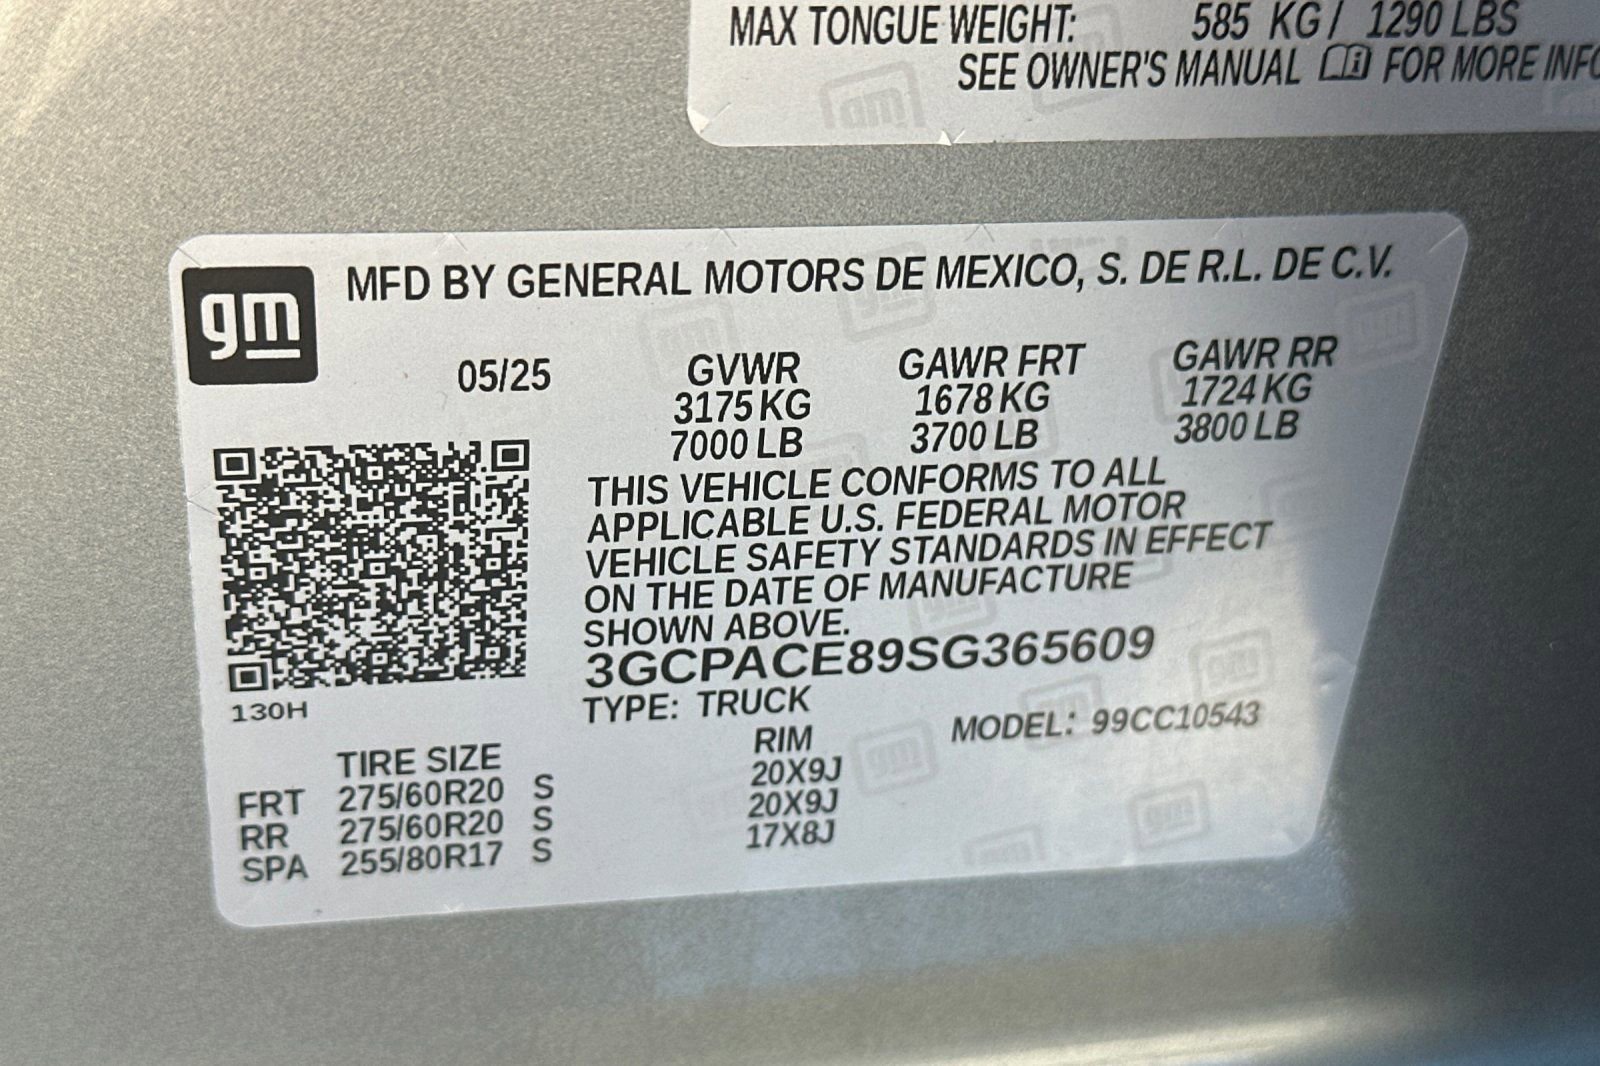 MAX TONGUE WEIGHT: 585 KG / 1290 LBS
SEE OWNER'S MANUAL FOR MORE INFO
gm
MFD BY GENERAL MOTORS DE MEXICO, S. DE R.L. DE C.V.
05/25 GVWR GAWR FRT GAWR RR
3175 KG 1678 KG 1724 KG
7000 LB 3700 LB 3800 LB
THIS VEHICLE CONFORMS TO ALL
APPLICABLE U.S. FEDERAL MOTOR
VEHICLE SAFETY STANDARDS IN EFFECT
ON THE DATE OF MANUFACTURE
SHOWN ABOVE.
3GCPACE89SG365609
130H
TYPE: TRUCK
MODEL: 99CC10543
TIRE SIZE RIM
FRT 275/60R20 S 20X9J
RR 275/60R20 S 20X9J
SPA 255/80R17 S 17X8J